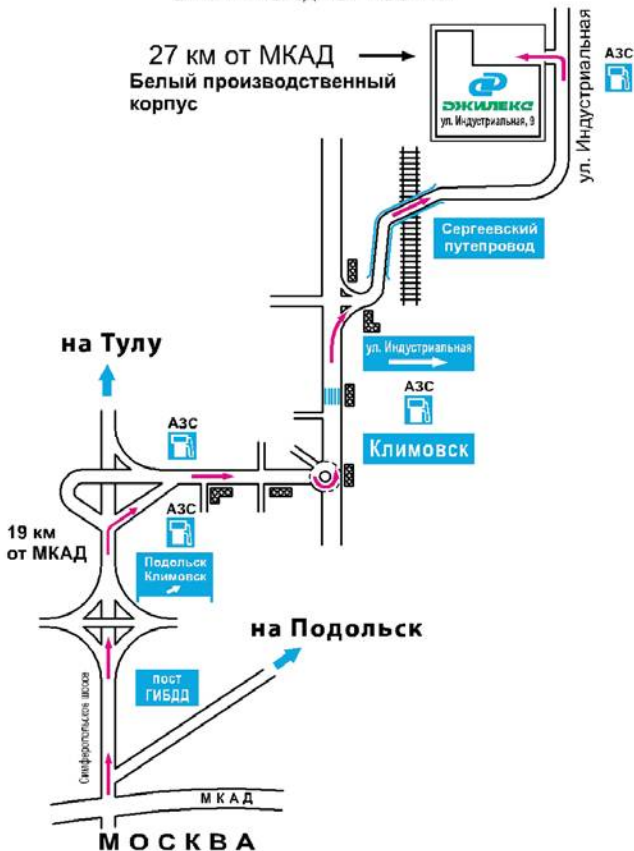 27 км от МКАД
Белый производственный
корпус
ДЖИЛЕКС
ул. Индустриальная, 9
АЗС
ул. Индустриальная
Сергеевский
путепровод
на Тулу
ул. Индустриальная
АЗС
АЗС
Климовск
АЗС
19 км
от МКАД
Подольск
Климовск
на Подольск
пост
ГИБДД
Симферопольское шоссе
МКАД
МОСКВА